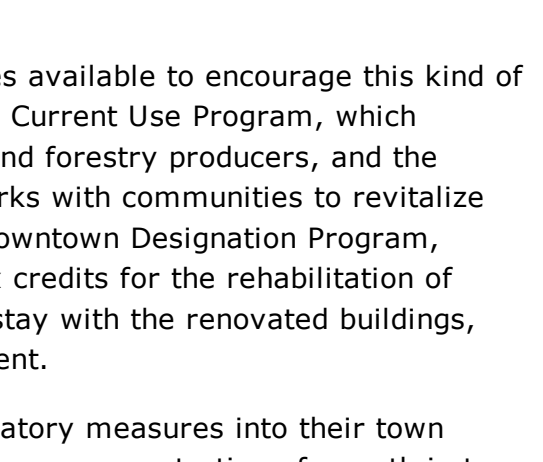 es available to encourage this kind of
Current Use Program, which
nd forestry producers, and the
rks with communities to revitalize
owntown Designation Program,
credits for the rehabilitation of
stay with the renovated buildings,
ent.
atory measures into their town